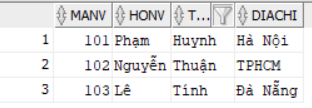 MANV HONV T... DIACHI
1 101 Phạm Huynh Hà Nội
2 102 Nguyễn Thuận TPHCM
3 103 Lê Tính Đà Nẵng